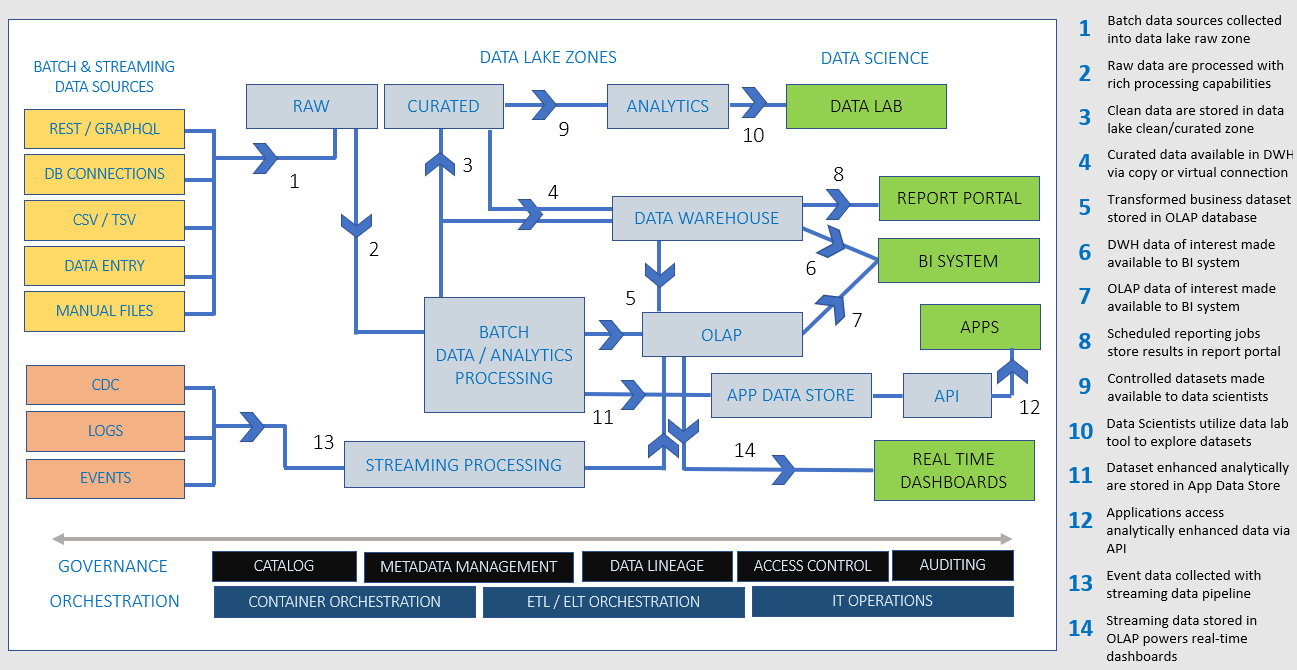 BATCH & STREAMING
DATA SOURCES
DATA LAKE ZONES
DATA SCIENCE
REST / GRAPHQL
DB CONNECTIONS
CSV / TSV
DATA ENTRY
MANUAL FILES
CDC
LOGS
EVENTS
RAW
CURATED
ANALYTICS
DATA LAB
1
2
3
4
5
6
7
8
9
10
11
12
13
14
DATA WAREHOUSE
REPORT PORTAL
BI SYSTEM
BATCH
DATA / ANALYTICS
PROCESSING
OLAP
APPS
APP DATA STORE
API
STREAMING PROCESSING
REAL TIME
DASHBOARDS
GOVERNANCE
CATALOG
METADATA MANAGEMENT
DATA LINEAGE
ACCESS CONTROL
AUDITING
ORCHESTRATION
CONTAINER ORCHESTRATION
ETL / ELT ORCHESTRATION
IT OPERATIONS
1 Batch data sources collected
into data lake raw zone
2 Raw data are processed with
rich processing capabilities
3 Clean data are stored in data
lake clean/curated zone
4 Curated data available in DWH
via copy or virtual connection
5 Transformed business dataset
stored in OLAP database
6 DWH data of interest made
available to BI system
7 OLAP data of interest made
available to BI system
8 Scheduled reporting jobs
store results in report portal
9 Controlled datasets made
available to data scientists
10 Data Scientists utilize data lab
tool to explore datasets
11 Dataset enhanced analytically
are stored in App Data Store
12 Applications access
analytically enhanced data via
API
13 Event data collected with
streaming data pipeline
14 Streaming data stored in
OLAP powers real-time
dashboards